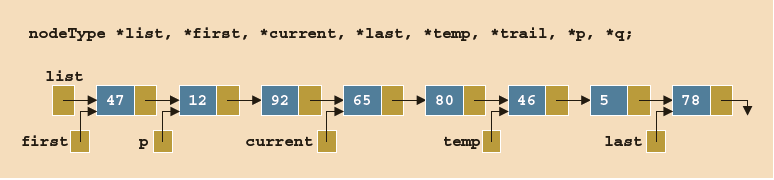 nodeType *list, *first, *current, *last, *temp, *trail, *p, *q;
list
47 12 92 65 80 46 5 78
first p current temp last